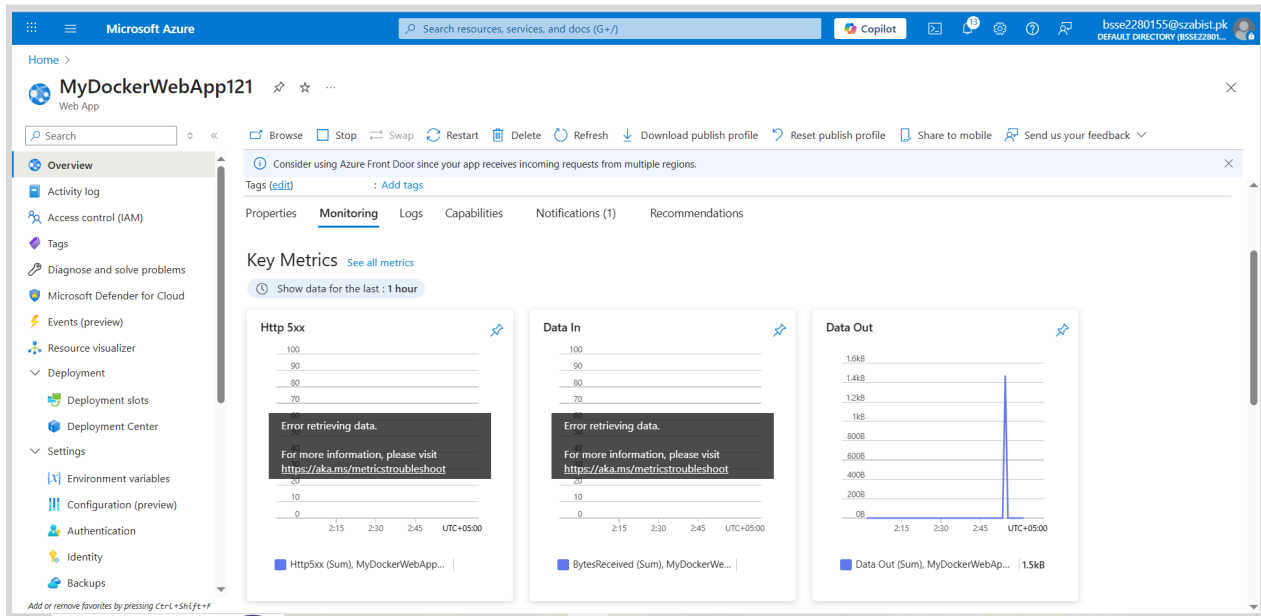 Microsoft Azure
Search resources, services, and docs (G+/)
Copilot
13
bsse2280155@szabist.pk
DEFAULT DIRECTORY (BSSE22801...
Home >
MyDockerWebApp121
Web App
Search
Browse Stop Swap Restart Delete Refresh Download publish profile Reset publish profile Share to mobile Send us your feedback
Overview
Activity log
Access control (IAM)
Tags
Diagnose and solve problems
Microsoft Defender for Cloud
Events (preview)
Resource visualizer
Deployment
Deployment slots
Deployment Center
Settings
Environment variables
Configuration (preview)
Authentication
Identity
Backups
Add or remove favorites by pressing Ctrl+Shift+F
Consider using Azure Front Door since your app receives incoming requests from multiple regions.
Tags (edit) : Add tags
Properties Monitoring Logs Capabilities Notifications (1) Recommendations
Key Metrics See all metrics
Show data for the last : 1 hour
Http 5xx
100
90
80
70
60
50
40
30
20
10
0
Error retrieving data.
For more information, please visit
https://aka.ms/metricstroubleshoot
2:15 2:30 2:45 UTC+05:00
Http5xx (Sum), MyDockerWebApp...
Data In
100
90
80
70
60
50
40
30
20
10
0
Error retrieving data.
For more information, please visit
https://aka.ms/metricstroubleshoot
2:15 2:30 2:45 UTC+05:00
BytesReceived (Sum), MyDockerWe...
Data Out
1.6kB
1.4kB
1.2kB
1kB
800B
600B
400B
200B
0B
2:15 2:30 2:45 UTC+05:00
Data Out (Sum), MyDockerWebAp... 1.5kB